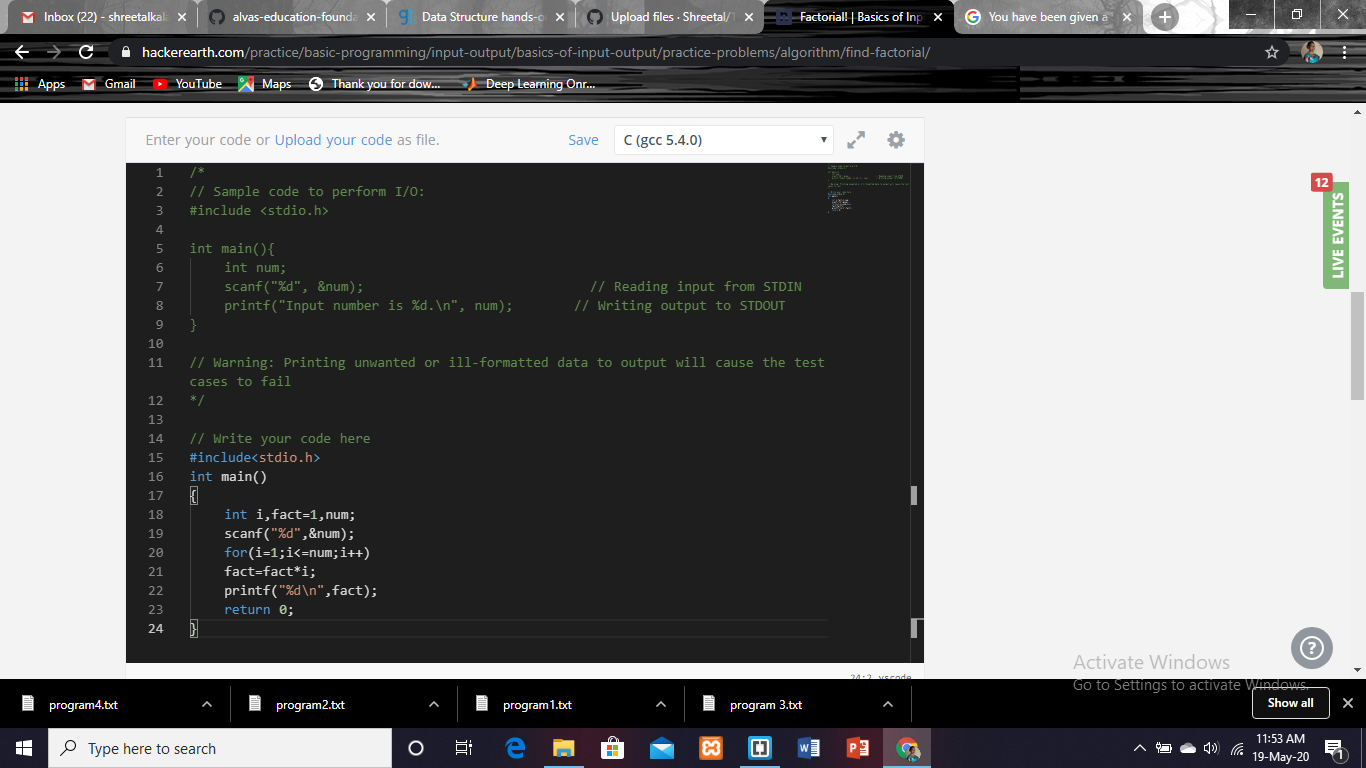 Inbox (22) - shreetalkal
alvas-education-founda
Data Structure hands-o
Upload files · Shreetal/
Factorial! | Basics of Inp
You have been given a
hackerearth.com/practice/basic-programming/input-output/basics-of-input-output/practice-problems/algorithm/find-factorial/
Apps Gmail YouTube Maps Thank you for dow... Deep Learning Onr...
Enter your code or Upload your code as file. Save C (gcc 5.4.0)
1 /*
2 // Sample code to perform I/O:
3 #include <stdio.h>
4
5 int main(){
6 int num;
7 scanf("%d", &num); // Reading input from STDIN
8 printf("Input number is %d.\n", num); // Writing output to STDOUT
9 }
10
11 // Warning: Printing unwanted or ill-formatted data to output will cause the test
cases to fail
12 */
13
14 // Write your code here
15 #include<stdio.h>
16 int main()
17 {
18 int i,fact=1,num;
19 scanf("%d",&num);
20 for(i=1;i<=num;i++)
21 fact=fact*i;
22 printf("%d\n",fact);
23 return 0;
24 }
12
LIVE EVENTS
?
24:2 vscode
Activate Windows
Go to Settings to activate Windows.
program4.txt program2.txt program1.txt program 3.txt Show all
Type here to search
11:53 AM
19-May-20
1